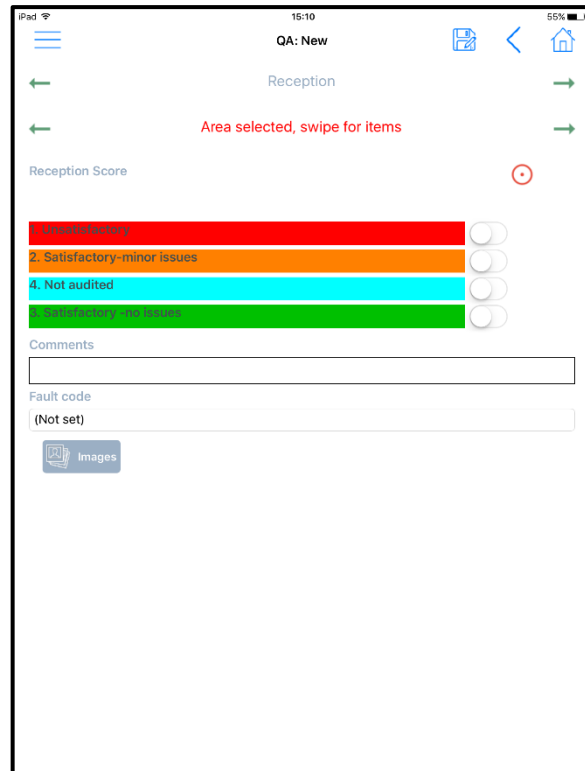 iPad 15:10 55%
QA: New
Reception
Area selected, swipe for items
Reception Score
1. Unsatisfactory
2. Satisfactory-minor issues
4. Not audited
3. Satisfactory -no issues
Comments
Fault code
(Not set)
Images